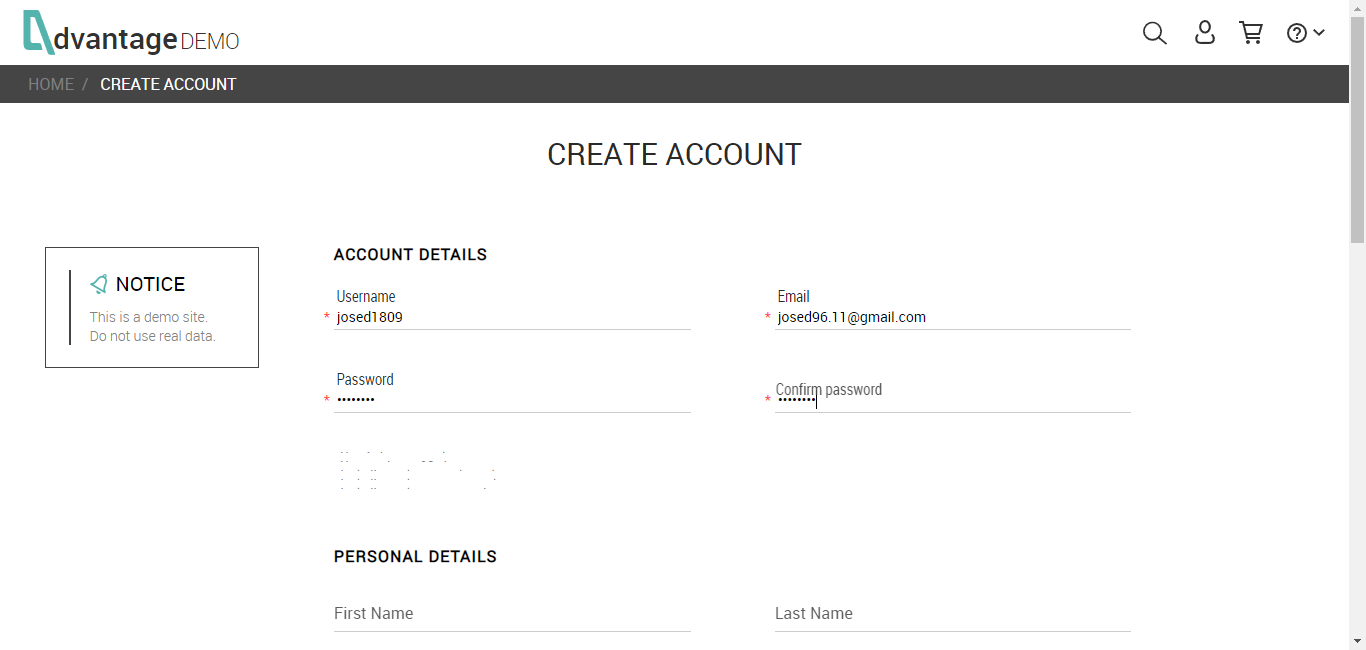 dvantage DEMO
HOME / CREATE ACCOUNT
CREATE ACCOUNT
NOTICE
This is a demo site.
Do not use real data.
ACCOUNT DETAILS
Username
* josed1809
Email
* josed96.11@gmail.com
Password
* ••••••••
Confirm password
* ••••••••
PERSONAL DETAILS
First Name
Last Name